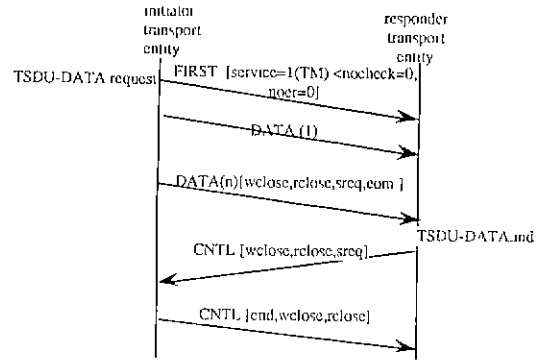 initiator
transport
entity
responder
transport
entity
TSDU-DATA request
FIRST [service=1(TM) <nocheck=0,
noer=0]
DATA (1)
DATA(n)[wclose,rclose,sreq,eom ]
TSDU-DATA.ind
CNTL [wclose,rclose,sreq]
CNTL [end,wclose,rclose]